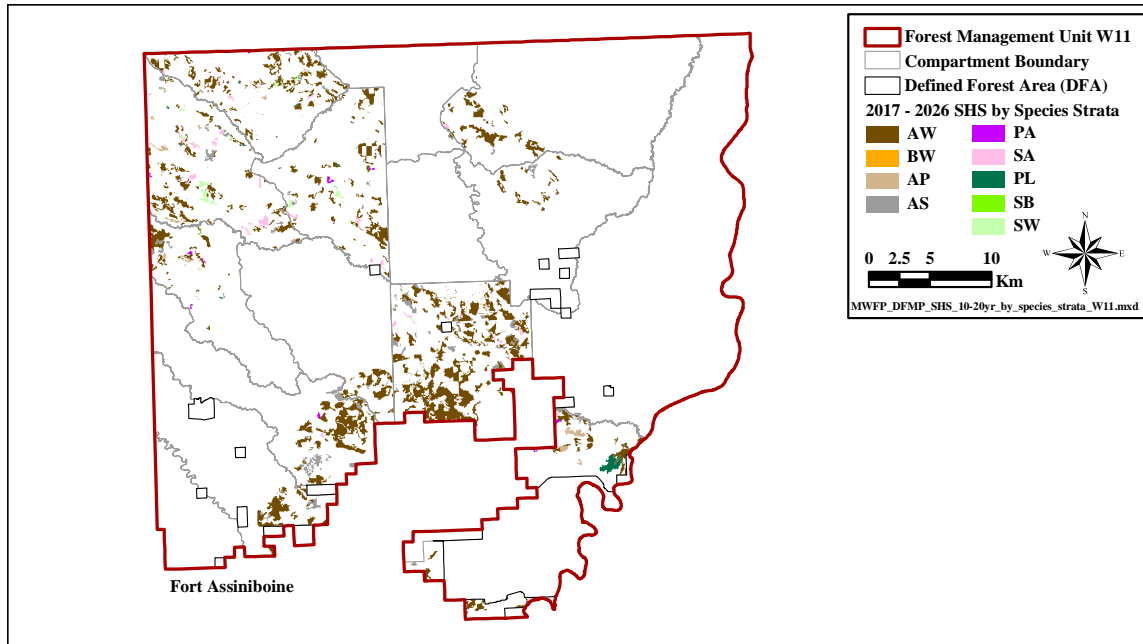 Forest Management Unit W11
Compartment Boundary
Defined Forest Area (DFA)
2017 - 2026 SHS by Species Strata
AW
BW
AP
AS
PA
SA
PL
SB
SW
N
W E
S
0 2.5 5 10
Km
MWFP_DFMP_SHS_10-20yr_by_species_strata_W11.mxd
Fort Assiniboine